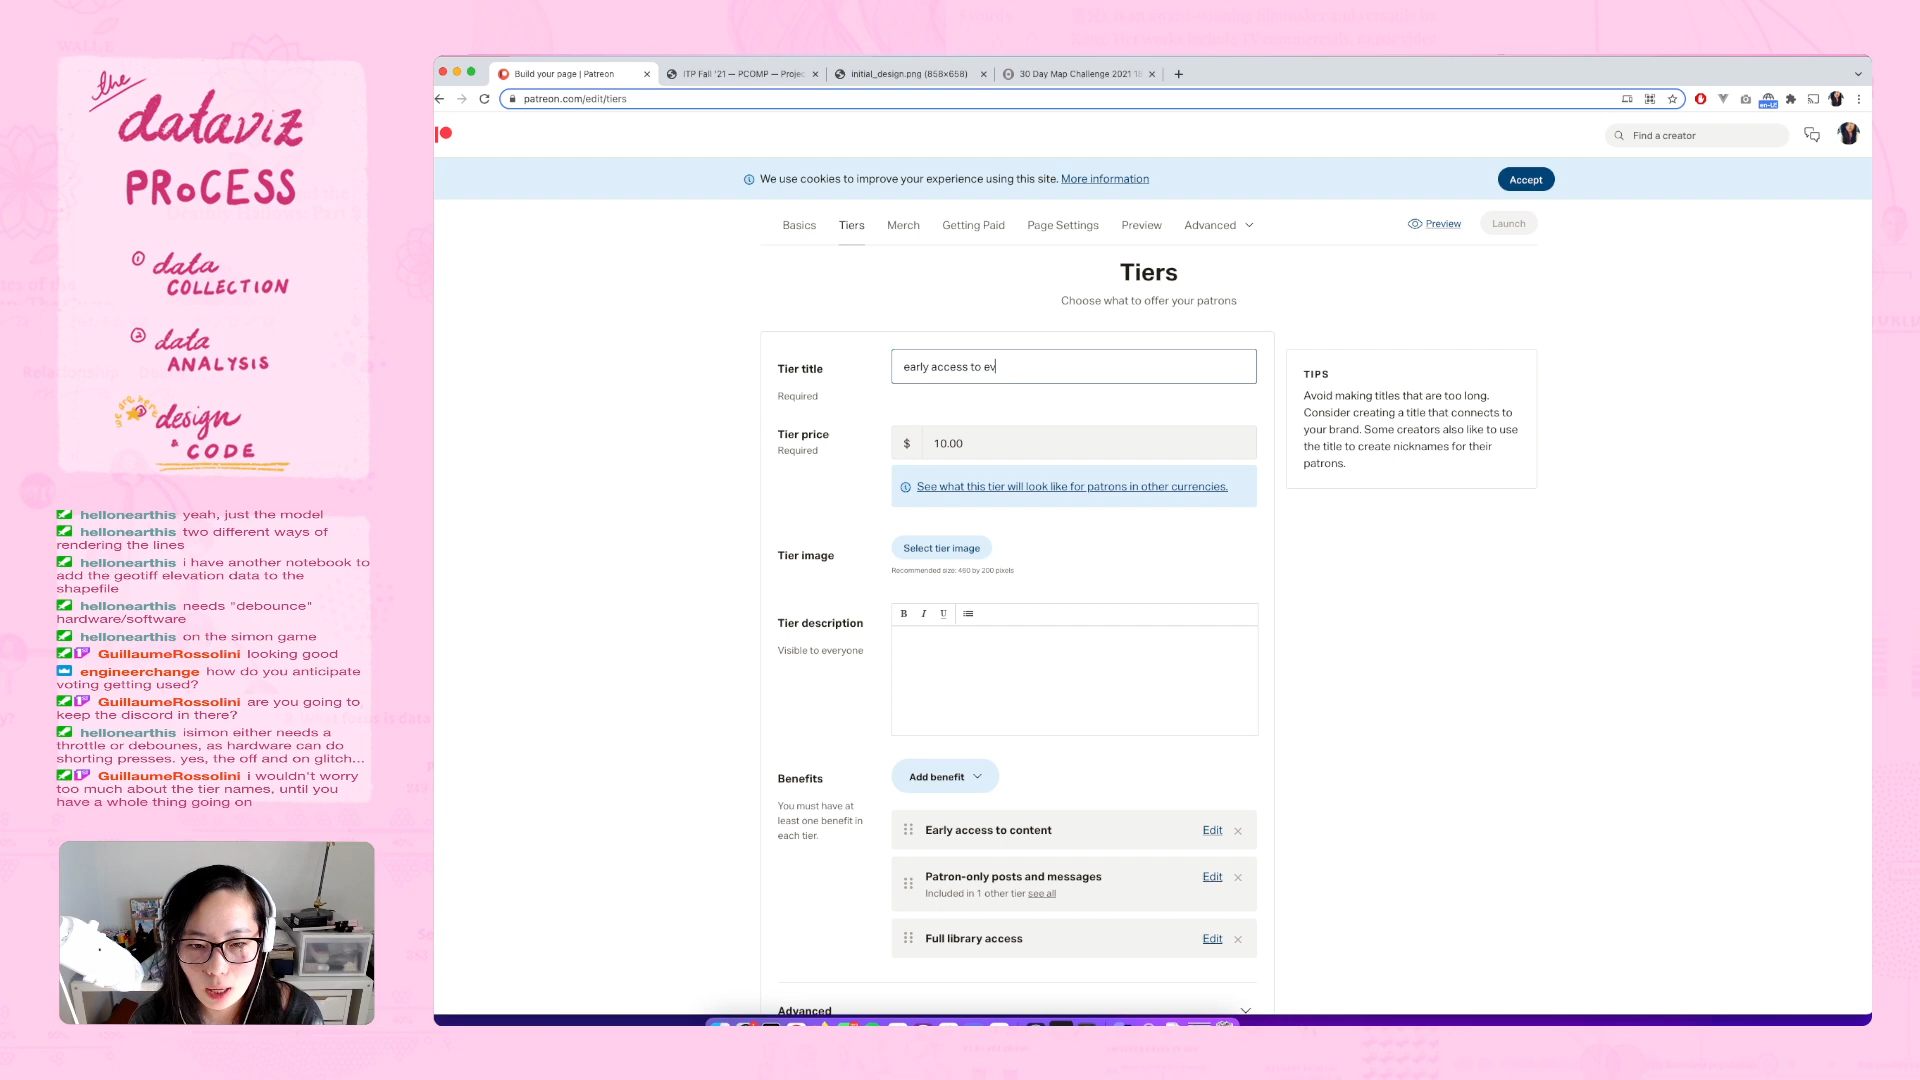 the
dataviz
PROCESS
① data
COLLECTION
② data
ANALYSIS
we are here
③ design
& CODE
hellonearthis yeah, just the model
hellonearthis two different ways of
rendering the lines
hellonearthis i have another notebook to
add the geotiff elevation data to the
shapefile
hellonearthis needs "debounce"
hardware/software
hellonearthis on the simon game
GuillaumeRossolini looking good
engineerchange how do you anticipate
voting getting used?
GuillaumeRossolini are you going to
keep the discord in there?
hellonearthis isimon either needs a
throttle or debounes, as hardware can do
shorting presses. yes, the off and on glitch...
GuillaumeRossolini i wouldn't worry
too much about the tier names, until you
have a whole thing going on
Build your page | Patreon
ITP Fall '21 — PCOMP — Projec
initial_design.png (858×658)
30 Day Map Challenge 2021
patreon.com/edit/tiers
Find a creator
We use cookies to improve your experience using this site. More information
Accept
Basics Tiers Merch Getting Paid Page Settings Preview Advanced
Preview
Launch
Tiers
Choose what to offer your patrons
Tier title
Required
early access to ev
Tier price
Required
$ 10.00
See what this tier will look like for patrons in other currencies.
Tier image
Select tier image
Recommended size: 460 by 200 pixels
Tier description
Visible to everyone
B I U
Benefits
You must have at
least one benefit in
each tier.
Add benefit
Early access to content Edit
Patron-only posts and messages Edit
Included in 1 other tier see all
Full library access Edit
Advanced
TIPS
Avoid making titles that are too long.
Consider creating a title that connects to
your brand. Some creators also like to use
the title to create nicknames for their
patrons.